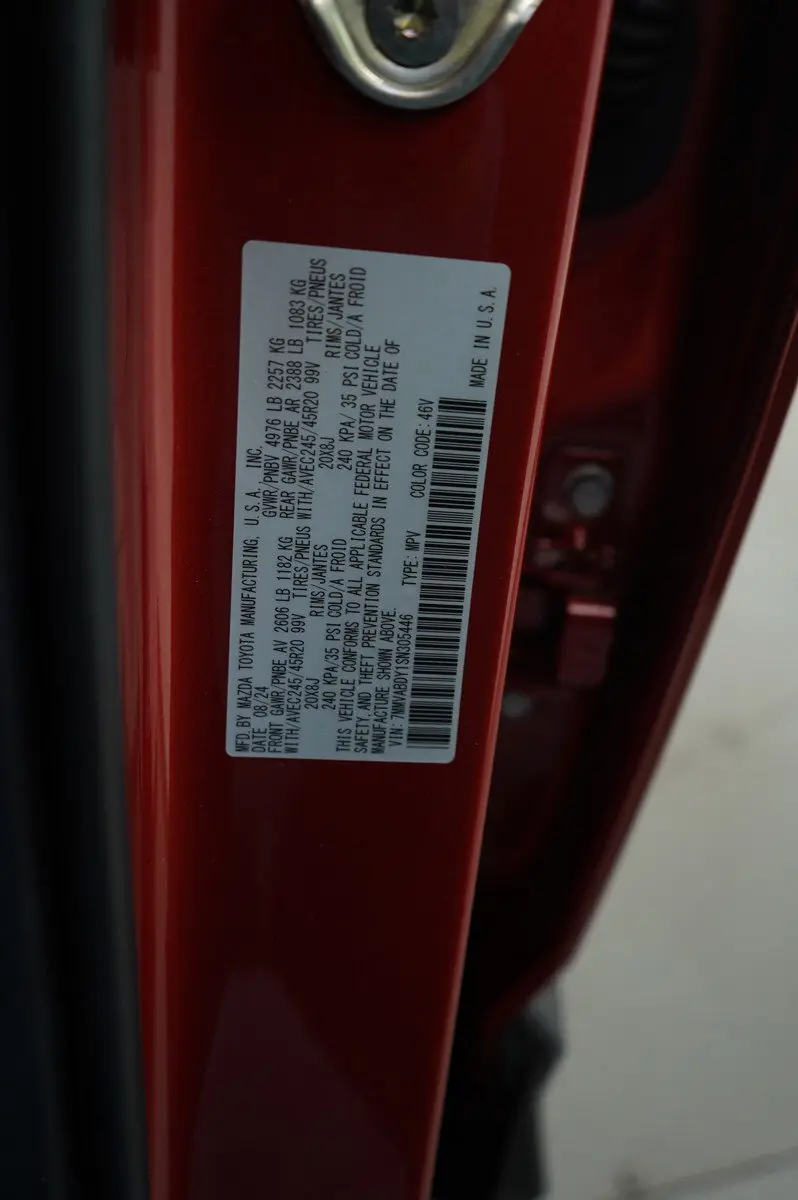 MFD. BY MAZDA TOYOTA MANUFACTURING, U.S.A., INC.
DATE 08/24 GVWR/PNBV 4976 LB 2257 KG
FRONT GAWR/PNBE AV 2606 LB 1182 KG REAR GAWR/PNBE AR 2388 LB 1083 KG
WITH/AVEC245/45R20 99V TIRES/PNEUS WITH/AVEC245/45R20 99V TIRES/PNEUS
20X8J RIMS/JANTES 20X8J RIMS/JANTES
240 KPA/35 PSI COLD/A FROID 240 KPA/ 35 PSI COLD/A FROID
THIS VEHICLE CONFORMS TO ALL APPLICABLE FEDERAL MOTOR VEHICLE
SAFETY, AND THEFT PREVENTION STANDARDS IN EFFECT ON THE DATE OF
MANUFACTURE SHOWN ABOVE.
VIN: 7MMVABDY1SN305446 TYPE: MPV COLOR CODE: 46V
MADE IN U.S.A.